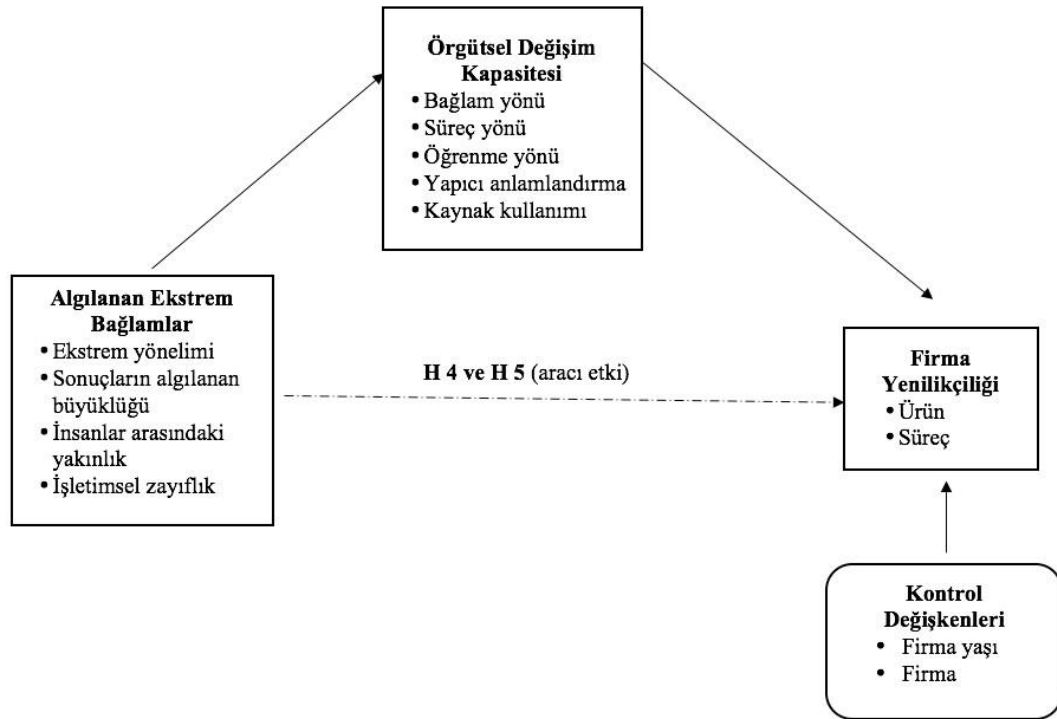 Örgütsel Değişim
Kapasitesi
• Bağlam yönü
• Süreç yönü
• Öğrenme yönü
• Yapıcı anlamlandırma
• Kaynak kullanımı
Algılanan Ekstrem
Bağlamlar
• Ekstrem yönelimi
• Sonuçların algılanan
büyüklüğü
• İnsanlar arasındaki
yakınlık
• İşletimsel zayıflık
H 4 ve H 5 (aracı etki)
Firma
Yenilikçiliği
• Ürün
• Süreç
Kontrol
Değişkenleri
• Firma yaşı
• Firma